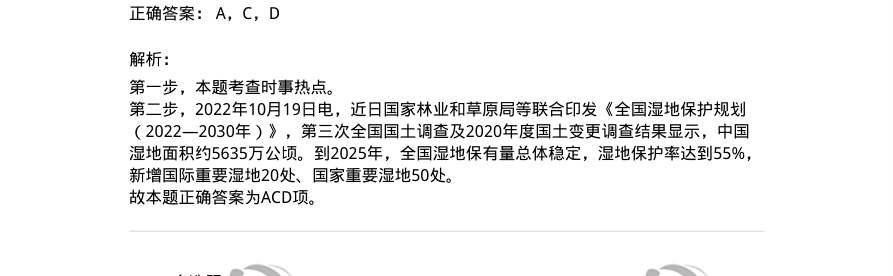 正确答案： A，C，D
解析：
第一步，本题考查时事热点。
第二步，2022年10月19日电，近日国家林业和草原局等联合印发《全国湿地保护规划
（2022—2030年）》，第三次全国国土调查及2020年度国土变更调查结果显示，中国
湿地面积约5635万公顷。到2025年，全国湿地保有量总体稳定，湿地保护率达到55%，
新增国际重要湿地20处、国家重要湿地50处。
故本题正确答案为ACD项。